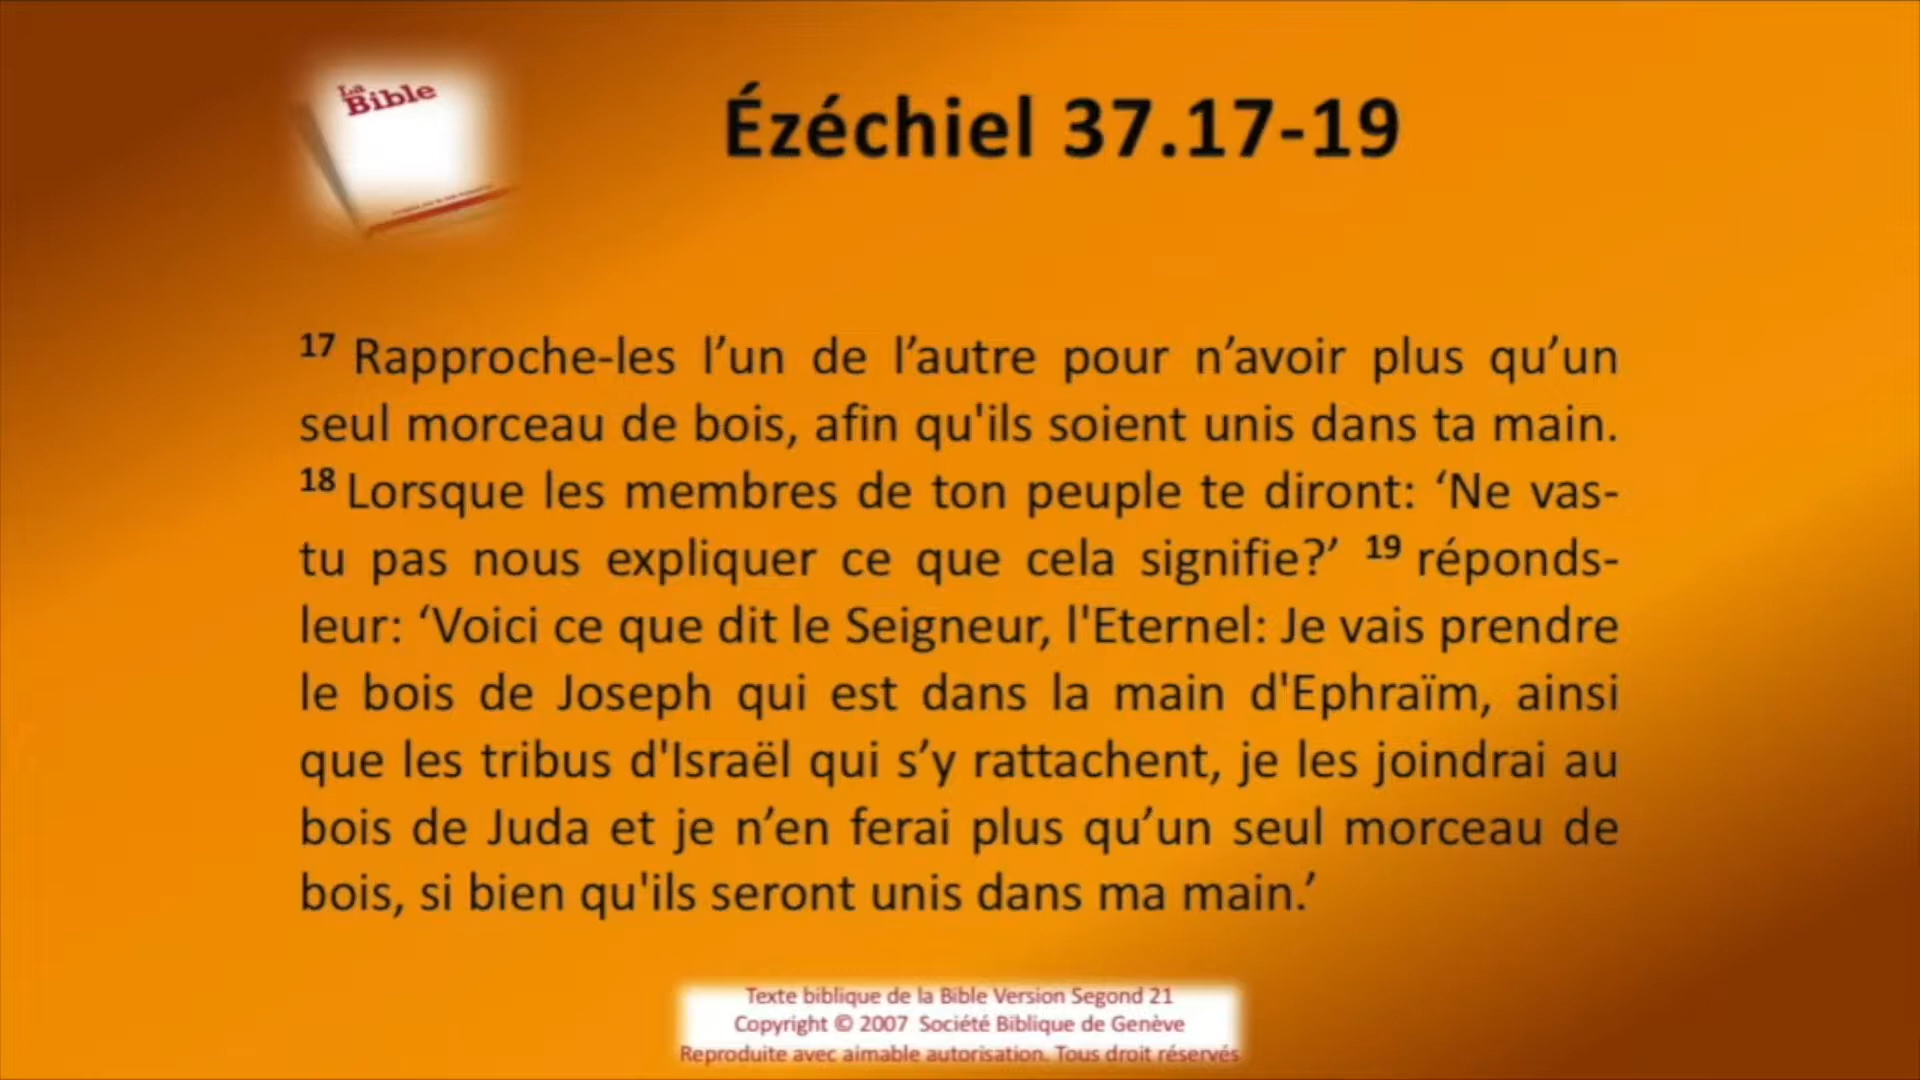 La
Bible
Ézéchiel 37.17-19
17 Rapproche-les l’un de l’autre pour n’avoir plus qu’un
seul morceau de bois, afin qu'ils soient unis dans ta main.
18 Lorsque les membres de ton peuple te diront: ‘Ne vas-
tu pas nous expliquer ce que cela signifie?’ 19 réponds-
leur: ‘Voici ce que dit le Seigneur, l'Eternel: Je vais prendre
le bois de Joseph qui est dans la main d'Ephraïm, ainsi
que les tribus d'Israël qui s’y rattachent, je les joindrai au
bois de Juda et je n’en ferai plus qu’un seul morceau de
bois, si bien qu'ils seront unis dans ma main.’
Texte biblique de la Bible Version Segond 21
Copyright © 2007 Société Biblique de Genève
Reproduite avec aimable autorisation. Tous droit réservés